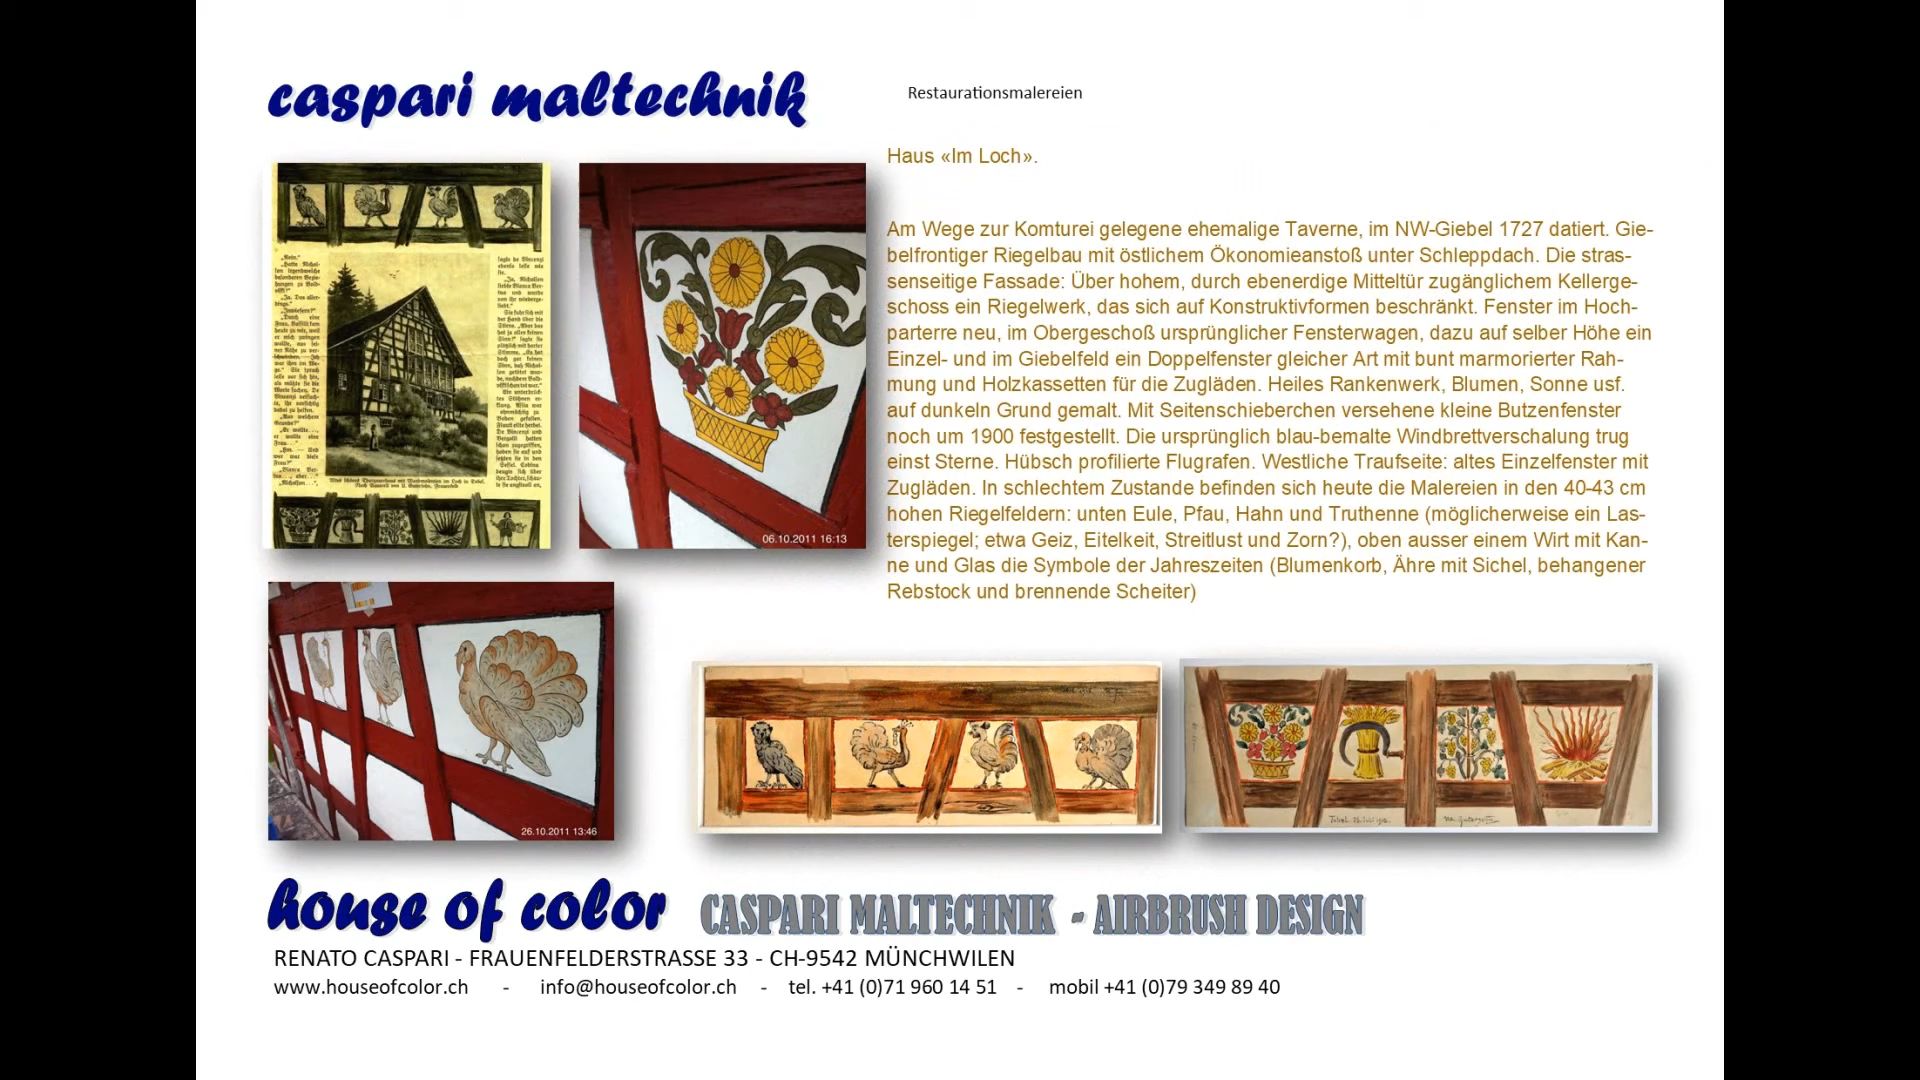 caspari maltechnik
Restaurationsmalereien
Haus «Im Loch».
Am Wege zur Komturei gelegene ehemalige Taverne, im NW-Giebel 1727 datiert. Gie-
belfrontiger Riegelbau mit östlichem Ökonomieanstoß unter Schleppdach. Die stras-
senseitige Fassade: Über hohem, durch ebenerdige Mitteltür zugänglichem Kellerge-
schoss ein Riegelwerk, das sich auf Konstruktivformen beschränkt. Fenster im Hoch-
parterre neu, im Obergeschoß ursprünglicher Fensterwagen, dazu auf selber Höhe ein
Einzel- und im Giebelfeld ein Doppelfenster gleicher Art mit bunt marmorierter Rah-
mung und Holzkassetten für die Zugläden. Heiles Rankenwerk, Blumen, Sonne usf.
auf dunkeln Grund gemalt. Mit Seitenschieberchen versehene kleine Butzenfenster
noch um 1900 festgestellt. Die ursprünglich blau-bemalte Windbrettverschalung trug
einst Sterne. Hübsch profilierte Flugrafen. Westliche Traufseite: altes Einzelfenster mit
Zugläden. In schlechtem Zustande befinden sich heute die Malereien in den 40-43 cm
hohen Riegelfeldern: unten Eule, Pfau, Hahn und Truthenne (möglicherweise ein Las-
terspiegel; etwa Geiz, Eitelkeit, Streitlust und Zorn?), oben ausser einem Wirt mit Kan-
ne und Glas die Symbole der Jahreszeiten (Blumenkorb, Ähre mit Sichel, behangener
Rebstock und brennende Scheiter)
06.10.2011 16:13
26.10.2011 13:46
house of color
CASPARI MALTECHNIK - AIRBRUSH DESIGN
RENATO CASPARI - FRAUENFELDERSTRASSE 33 - CH-9542 MÜNCHWILEN
www.houseofcolor.ch - info@houseofcolor.ch - tel. +41 (0)71 960 14 51 - mobil +41 (0)79 349 89 40